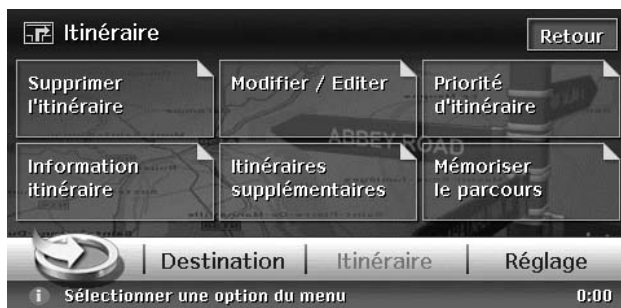 Itinéraire
Retour
Supprimer
l'itinéraire
Modifier / Editer
Priorité
d'itinéraire
ABBEY ROAD
Information
itinéraire
Itinéraires
supplémentaires
Mémoriser
le parcours
Destination
Itinéraire
Réglage
i Sélectionner une option du menu
0:00